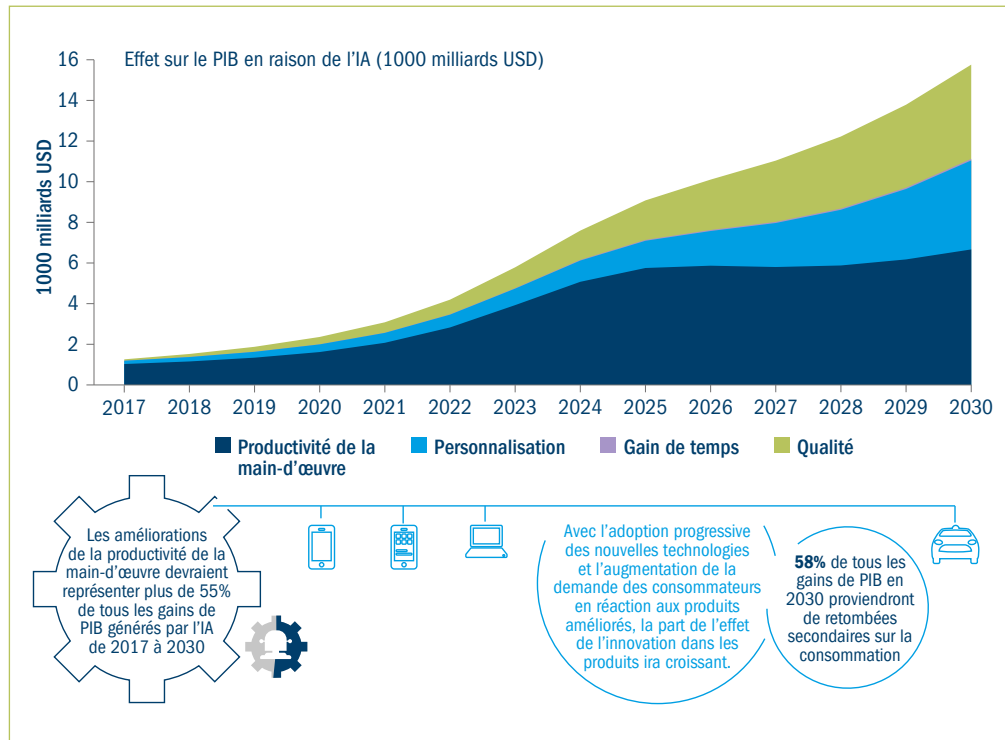 Effet sur le PIB en raison de l’IA (1000 milliards USD)
1000 milliards USD
16
14
12
10
8
6
4
2
0
2017 2018 2019 2020 2021 2022 2023 2024 2025 2026 2027 2028 2029 2030
Productivité de la
main-d’œuvre
Personnalisation
Gain de temps
Qualité
Les améliorations
de la productivité de la
main-d’œuvre devraient
représenter plus de 55%
de tous les gains de
PIB générés par l’IA
de 2017 à 2030
Avec l’adoption progressive
des nouvelles technologies
et l’augmentation de la
demande des consommateurs
en réaction aux produits
améliorés, la part de l’effet
de l’innovation dans les
produits ira croissant.
58% de tous les
gains de PIB en
2030 proviendront
de retombées
secondaires sur la
consommation